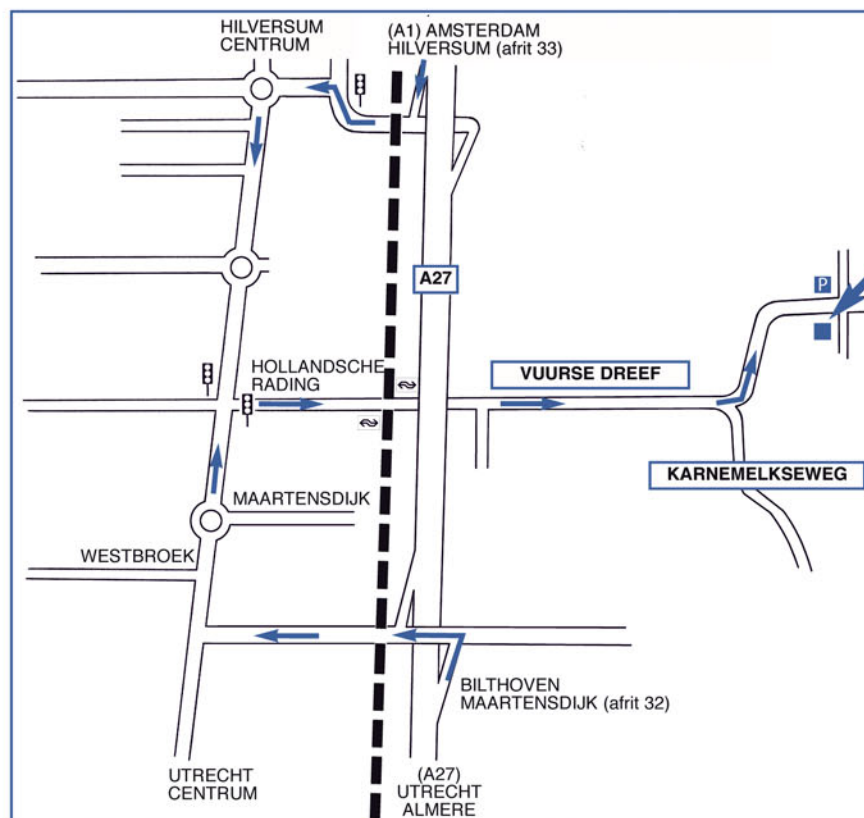 HILVERSUM
CENTRUM
(A1) AMSTERDAM
HILVERSUM (afrit 33)
A27
P
HOLLANDSCHE
RADING
VUURSE DREEF
KARNEMELKSEWEG
MAARTENSDIJK
WESTBROEK
BILTHOVEN
MAARTENSDIJK (afrit 32)
UTRECHT
CENTRUM
(A27)
UTRECHT
ALMERE